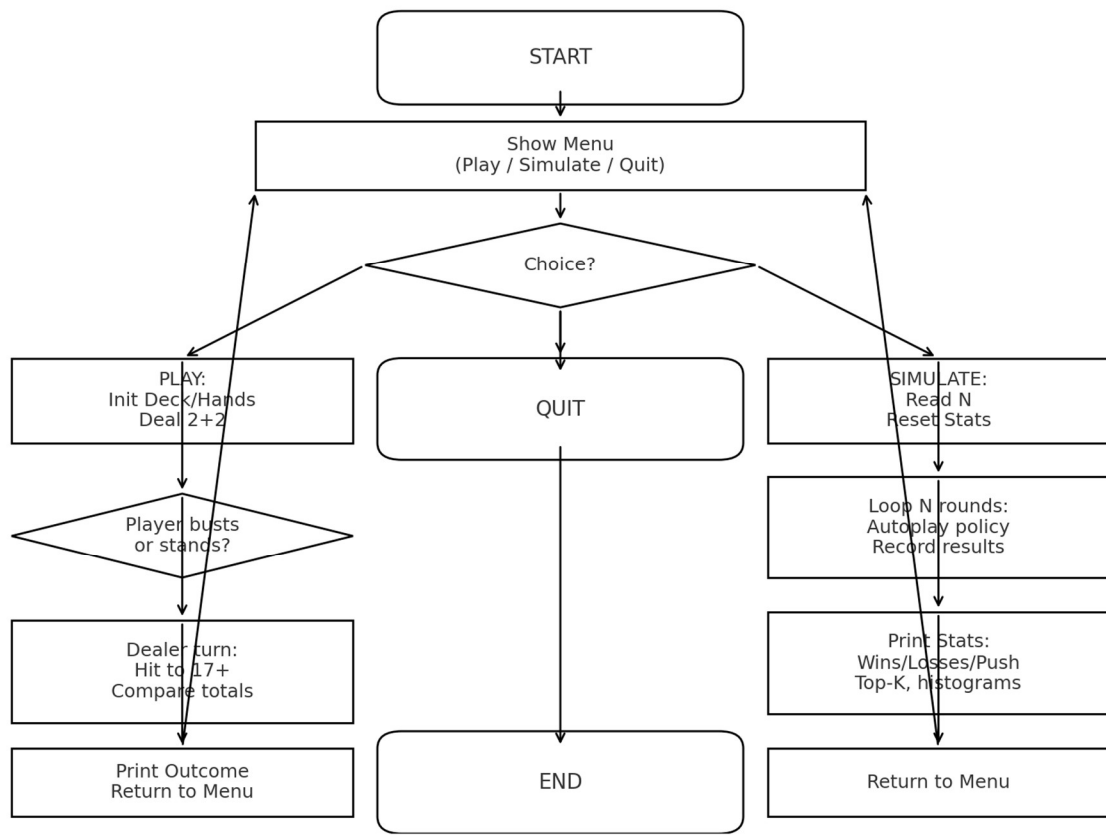 START
Show Menu
(Play / Simulate / Quit)
Choice?
PLAY:
Init Deck/Hands
Deal 2+2
QUIT
SIMULATE:
Read N
Reset Stats
Player busts
or stands?
Loop N rounds:
Autoplay policy
Record results
Dealer turn:
Hit to 17+
Compare totals
Print Stats:
Wins/Losses/Push
Top-K, histograms
Print Outcome
Return to Menu
END
Return to Menu